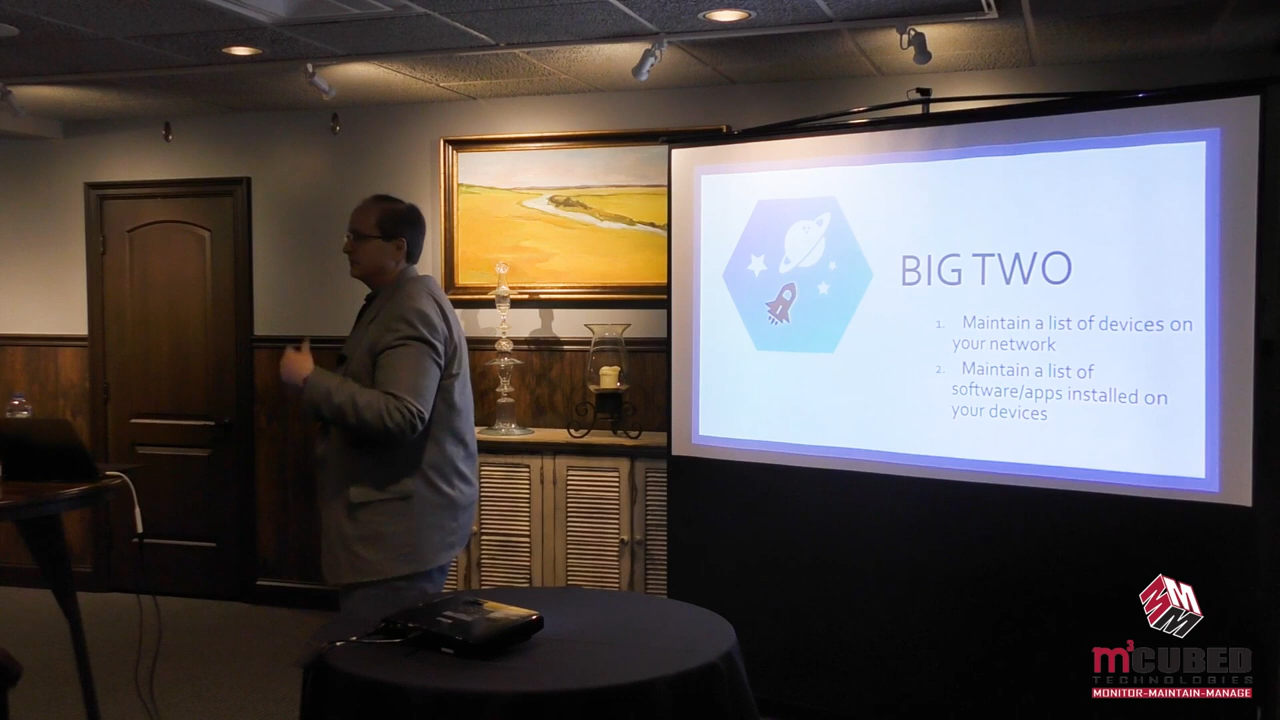 BIG TWO
1. Maintain a list of devices on
your network
2. Maintain a list of
software/apps installed on
your devices
MMM
m³CUBED
TECHNOLOGIES
MONITOR-MAINTAIN-MANAGE